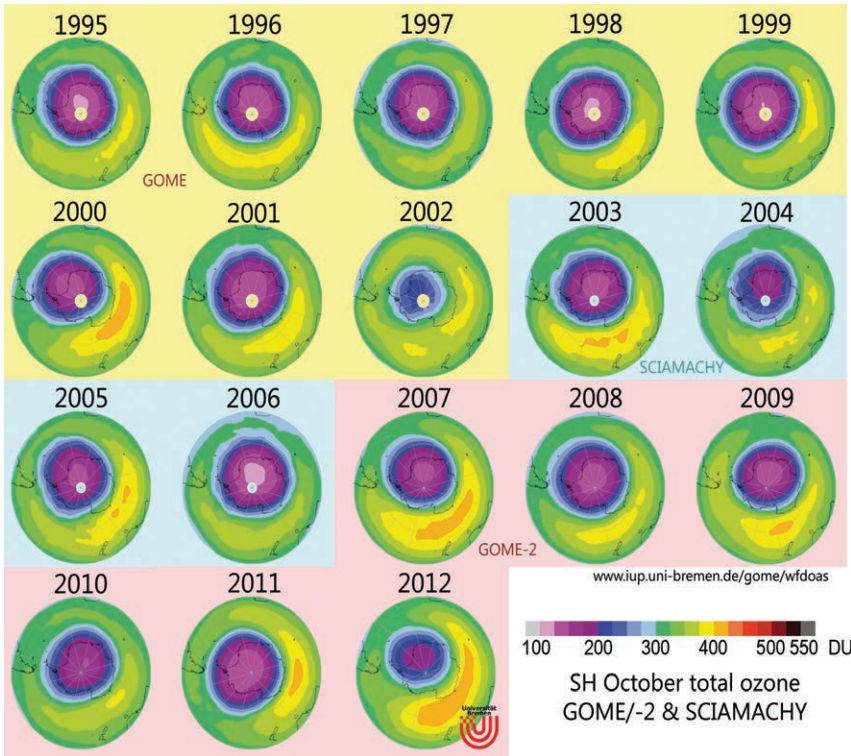 1995 1996 1997 1998 1999
GOME
2000 2001 2002 2003 2004
SCIAMACHY
2005 2006 2007 2008 2009
GOME-2
www.iup.uni-bremen.de/gome/wfdoas
2010 2011 2012
100 200 300 400 500 550 DU
SH October total ozone
GOME/-2 & SCIAMACHY
Universität
Bremen